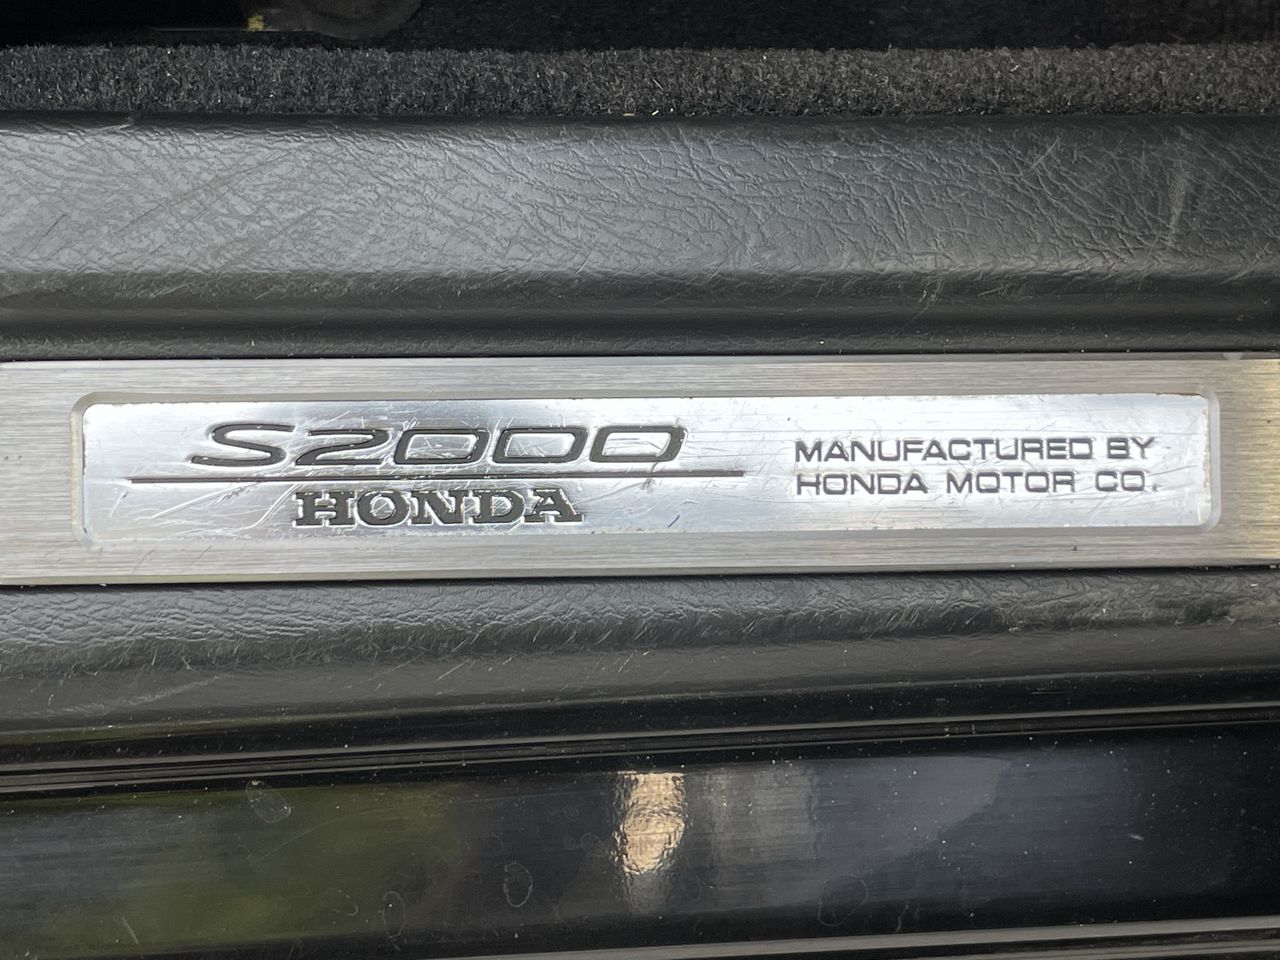 S2000
HONDA
MANUFACTURED BY
HONDA MOTOR CO.